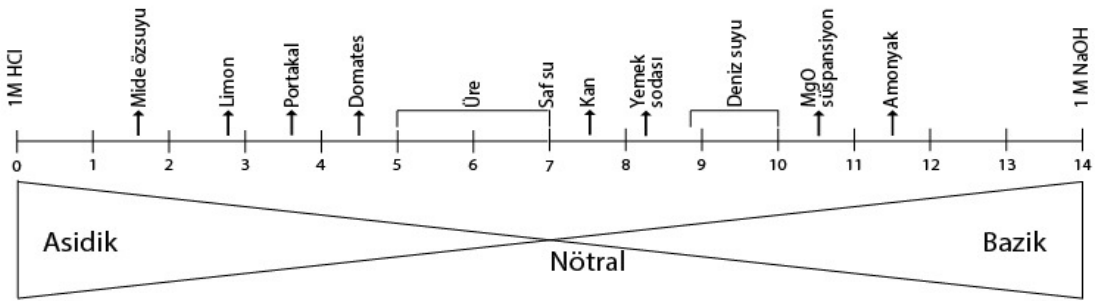 1M HCl
Mide özsuyu
Limon
Portakal
Domates
Üre
Saf su
Kan
Yemek
sodası
Deniz suyu
MgO
süspansiyon
Amonyak
1 M NaOH
0 1 2 3 4 5 6 7 8 9 10 11 12 13 14
Asidik
Nötral
Bazik